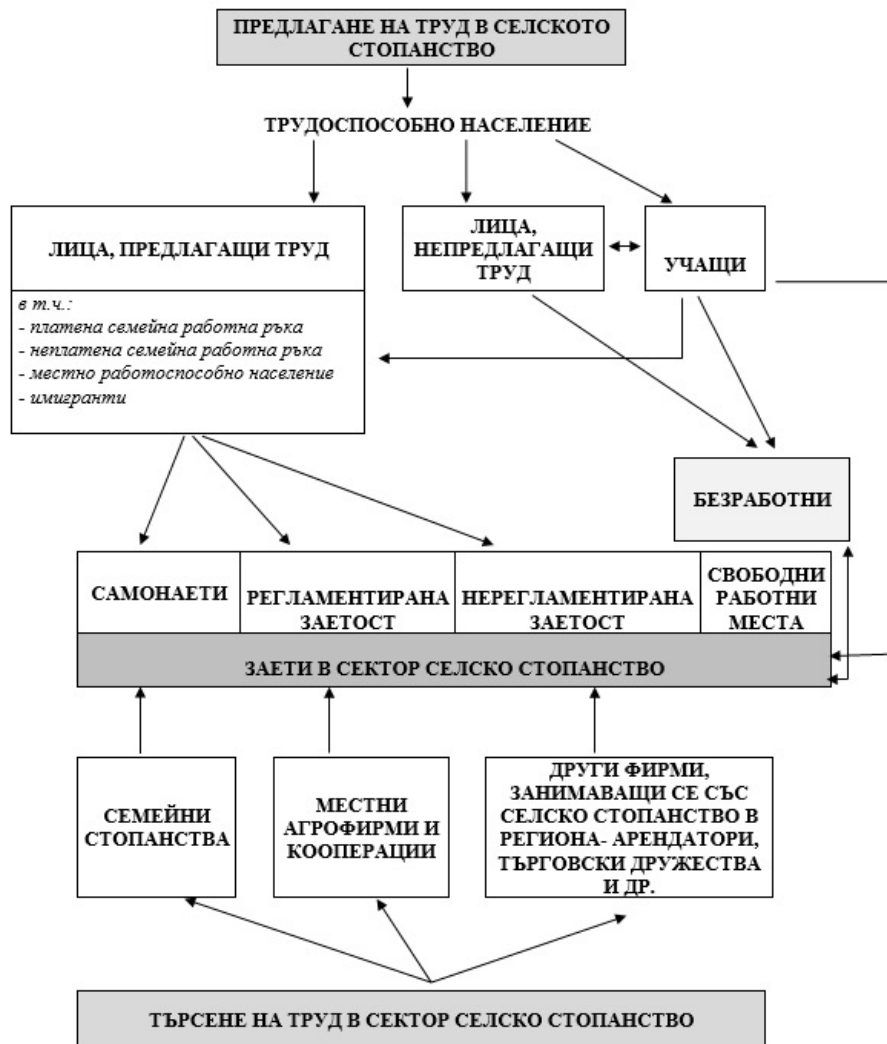 ПРЕДЛАГАНЕ НА ТРУД В СЕЛСКОТО
СТОПАНСТВО
ТРУДОСПОСОБНО НАСЕЛЕНИЕ
ЛИЦА, ПРЕДЛАГАЩИ ТРУД
в т.ч.:
- платена семейна работна ръка
- неплатена семейна работна ръка
- местно работоспособно население
- имигранти
ЛИЦА,
НЕПРЕДЛАГАЩИ
ТРУД
УЧАЩИ
БЕЗРАБОТНИ
САМОНАЕТИ
РЕГЛАМЕНТИРАНА
ЗАЕТОСТ
НЕРЕГЛАМЕНТИРАНА
ЗАЕТОСТ
СВОБОДНИ
РАБОТНИ
МЕСТА
ЗАЕТИ В СЕКТОР СЕЛСКО СТОПАНСТВО
СЕМЕЙНИ
СТОПАНСТВА
МЕСТНИ
АГРОФИРМИ И
КООПЕРАЦИИ
ДРУГИ ФИРМИ,
ЗАНИМАВАЩИ СЕ СЪС
СЕЛСКО СТОПАНСТВО В
РЕГИОНА- АРЕНДАТОРИ,
ТЪРГОВСКИ ДРУЖЕСТВА
И ДР.
ТЪРСЕНЕ НА ТРУД В СЕКТОР СЕЛСКО СТОПАНСТВО